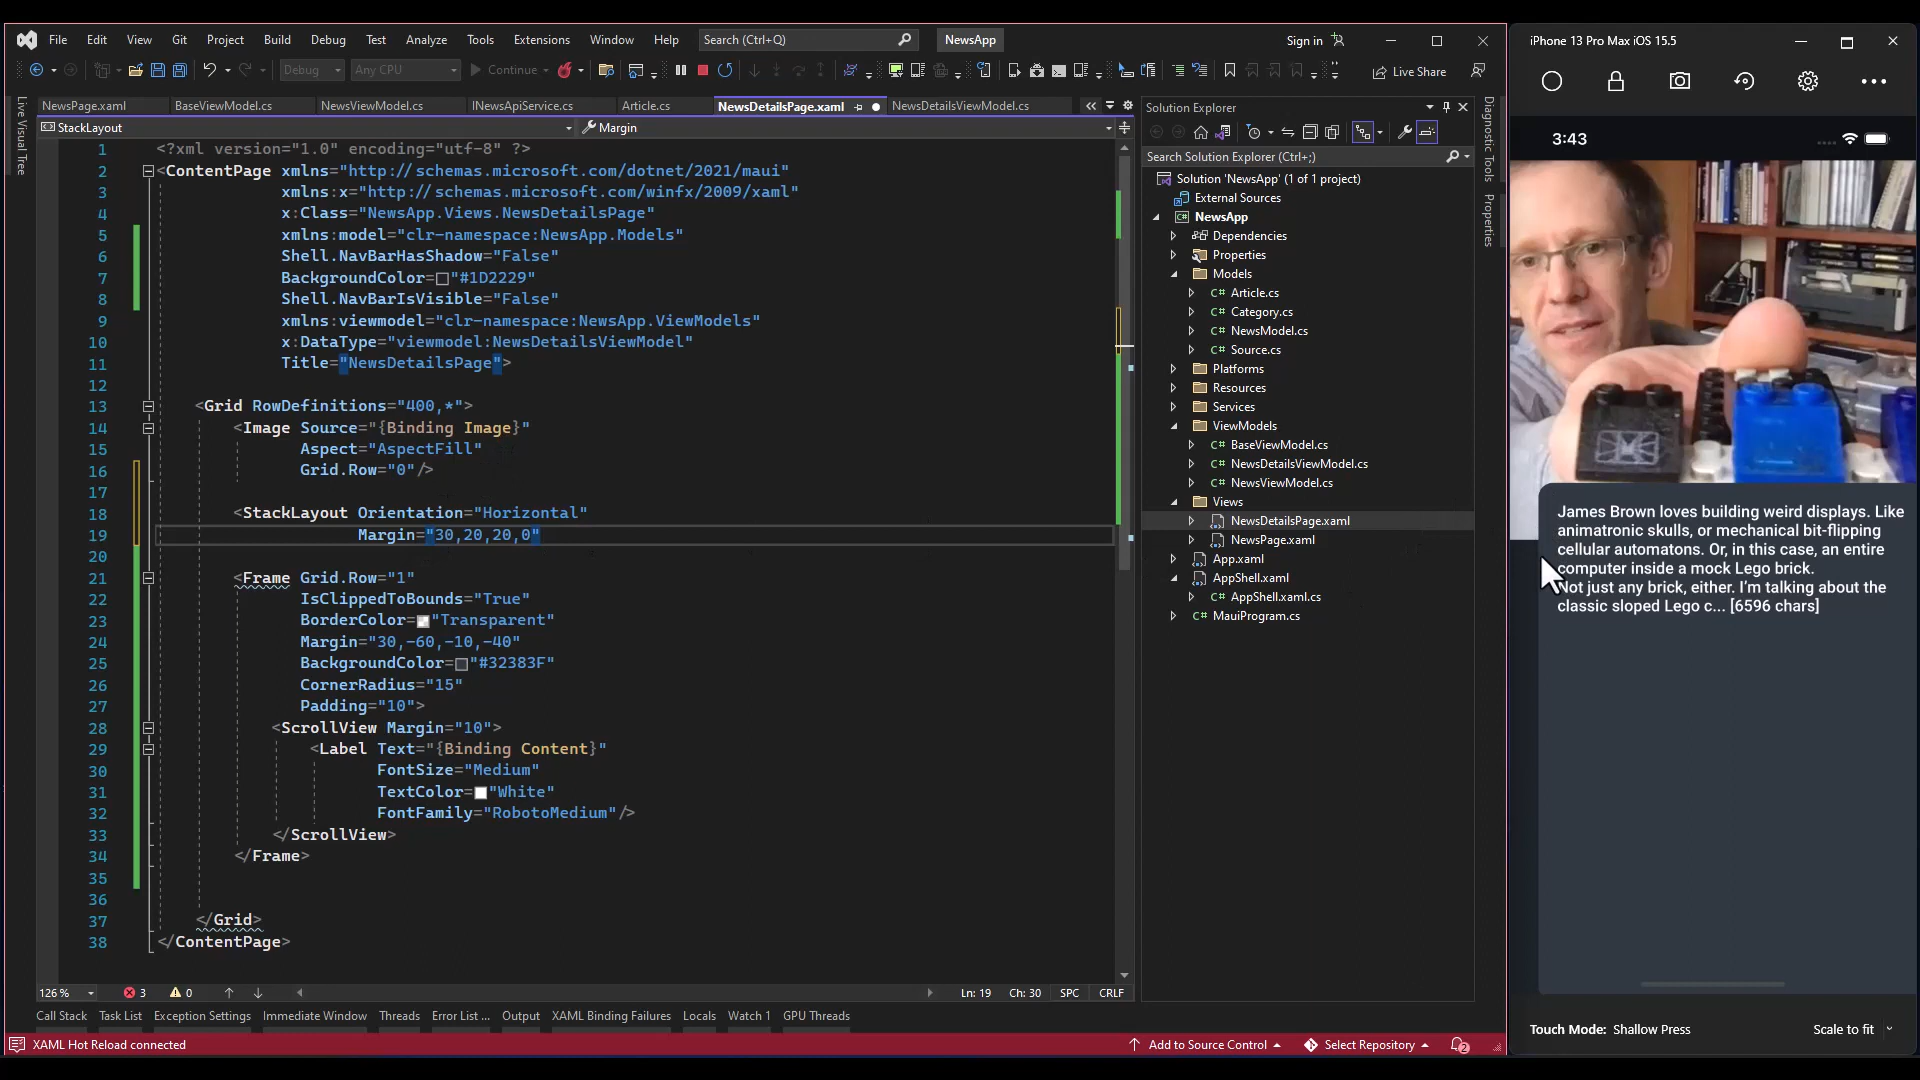 File Edit View Git Project Build Debug Test Analyze Tools Extensions Window Help Search (Ctrl+Q) NewsApp Sign in
Debug Any CPU Continue Live Share
NewsPage.xaml BaseViewModel.cs NewsViewModel.cs INewsApiService.cs Article.cs NewsDetailsPage.xaml NewsDetailsViewModel.cs
StackLayout Margin
Live Visual Tree
1 <?xml version="1.0" encoding="utf-8" ?>
2 <ContentPage xmlns="http://schemas.microsoft.com/dotnet/2021/maui"
3 xmlns:x="http://schemas.microsoft.com/winfx/2009/xaml"
4 x:Class="NewsApp.Views.NewsDetailsPage"
5 xmlns:model="clr-namespace:NewsApp.Models"
6 Shell.NavBarHasShadow="False"
7 BackgroundColor="#1D2229"
8 Shell.NavBarIsVisible="False"
9 xmlns:viewmodel="clr-namespace:NewsApp.ViewModels"
10 x:DataType="viewmodel:NewsDetailsViewModel"
11 Title="NewsDetailsPage">
12
13 <Grid RowDefinitions="400,*">
14 <Image Source="{Binding Image}"
15 Aspect="AspectFill"
16 Grid.Row="0"/>
17
18 <StackLayout Orientation="Horizontal"
19 Margin="30,20,20,0"
20
21 <Frame Grid.Row="1"
22 IsClippedToBounds="True"
23 BorderColor="Transparent"
24 Margin="30,-60,-10,-40"
25 BackgroundColor="#32383F"
26 CornerRadius="15"
27 Padding="10">
28 <ScrollView Margin="10">
29 <Label Text="{Binding Content}"
30 FontSize="Medium"
31 TextColor="White"
32 FontFamily="RobotoMedium"/>
33 </ScrollView>
34 </Frame>
35
36
37 </Grid>
38 </ContentPage>
126 % 3 0 Ln: 19 Ch: 30 SPC CRLF
Call Stack Task List Exception Settings Immediate Window Threads Error List ... Output XAML Binding Failures Locals Watch 1 GPU Threads
XAML Hot Reload connected Add to Source Control Select Repository 2
Solution Explorer
Search Solution Explorer (Ctrl+;)
Solution 'NewsApp' (1 of 1 project)
External Sources
NewsApp
Dependencies
Properties
Models
C# Article.cs
C# Category.cs
C# NewsModel.cs
C# Source.cs
Platforms
Resources
Services
ViewModels
C# BaseViewModel.cs
C# NewsDetailsViewModel.cs
C# NewsViewModel.cs
Views
NewsDetailsPage.xaml
NewsPage.xaml
App.xaml
AppShell.xaml
C# AppShell.xaml.cs
C# MauiProgram.cs
Diagnostic Tools
Properties
iPhone 13 Pro Max iOS 15.5
3:43
James Brown loves building weird displays. Like
animatronic skulls, or mechanical bit-flipping
cellular automatons. Or, in this case, an entire
computer inside a mock Lego brick.
Not just any brick, either. I'm talking about the
classic sloped Lego c... [6596 chars]
Touch Mode: Shallow Press Scale to fit